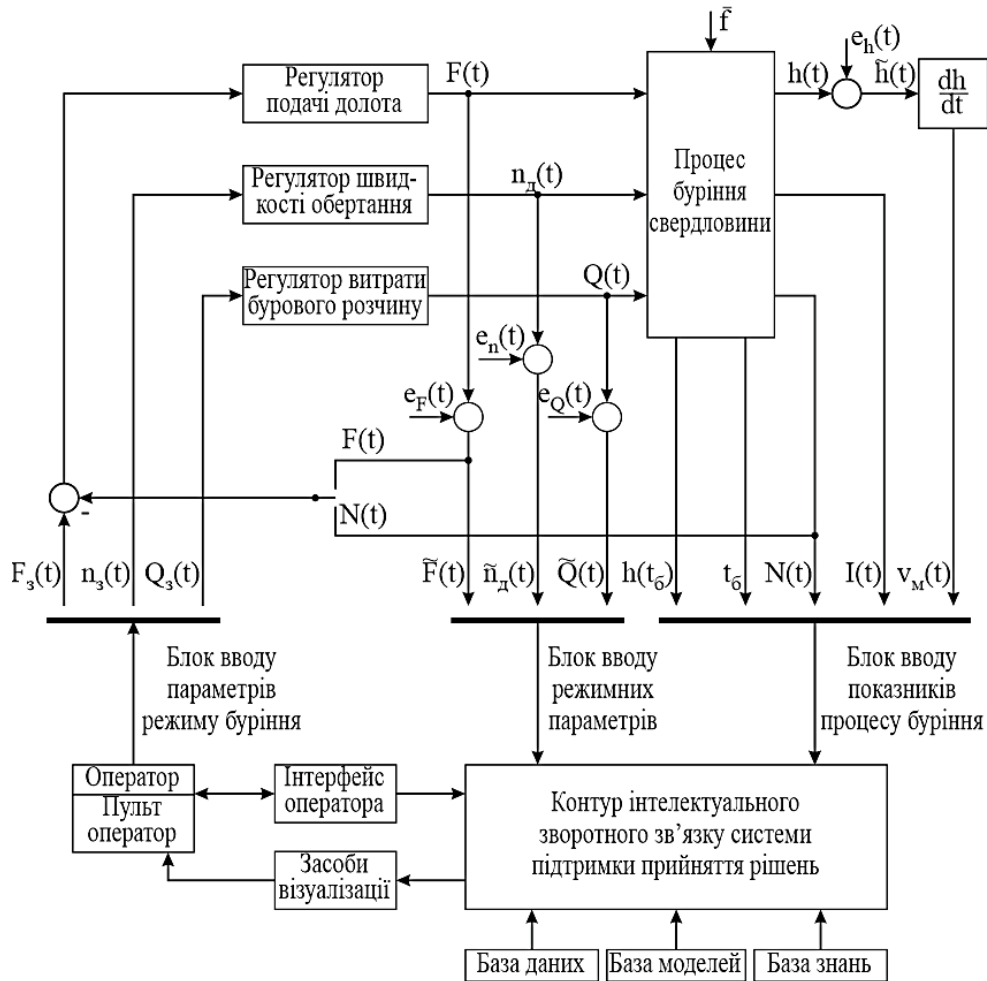 f̄
e_h(t)
Регулятор
подачі долота
F(t)
h(t)
h̃(t)
dh
dt
Процес
буріння
свердловини
Регулятор швид-
кості обертання
n_д(t)
Регулятор витрати
бурового розчину
Q(t)
e_n(t)
e_F(t)
e_Q(t)
F(t)
-
N(t)
F_з(t)
n_з(t)
Q_з(t)
F̃(t)
ñ_д(t)
Q̃(t)
h(t_б)
t_б
N(t)
I(t)
v_м(t)
Блок вводу
параметрів
режиму буріння
Блок вводу
режимних
параметрів
Блок вводу
показників
процесу буріння
Оператор
Пульт
оператор
Інтерфейс
оператора
Засоби
візуалізації
Контур інтелектуального
зворотного зв’язку системи
підтримки прийняття рішень
База даних
База моделей
База знань